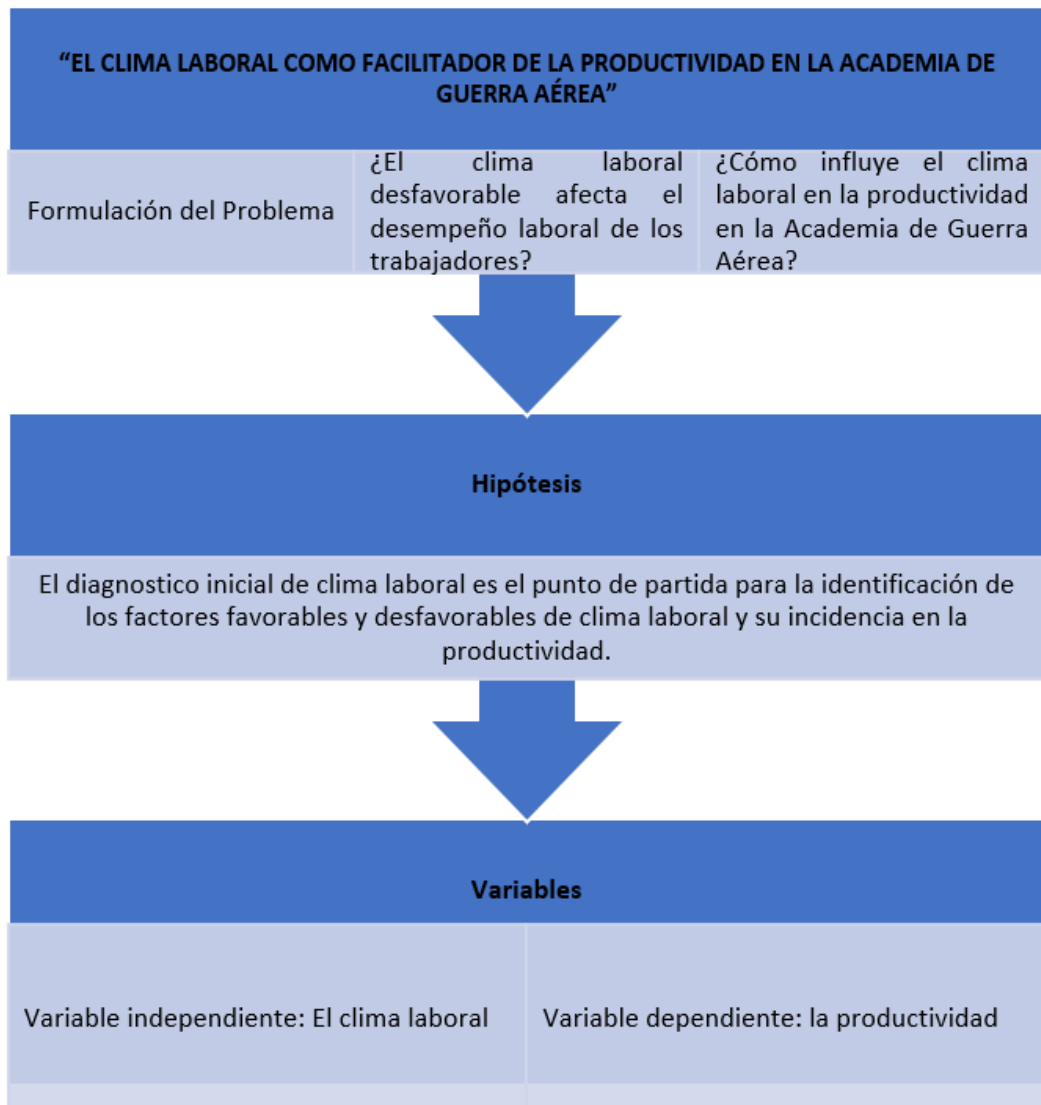 “EL CLIMA LABORAL COMO FACILITADOR DE LA PRODUCTIVIDAD EN LA ACADEMIA DE
GUERRA AÉREA”
Formulación del Problema
¿El clima laboral
desfavorable afecta el
desempeño laboral de los
trabajadores?
¿Cómo influye el clima
laboral en la productividad
en la Academia de Guerra
Aérea?
Hipótesis
El diagnostico inicial de clima laboral es el punto de partida para la identificación de
los factores favorables y desfavorables de clima laboral y su incidencia en la
productividad.
Variables
Variable independiente: El clima laboral
Variable dependiente: la productividad